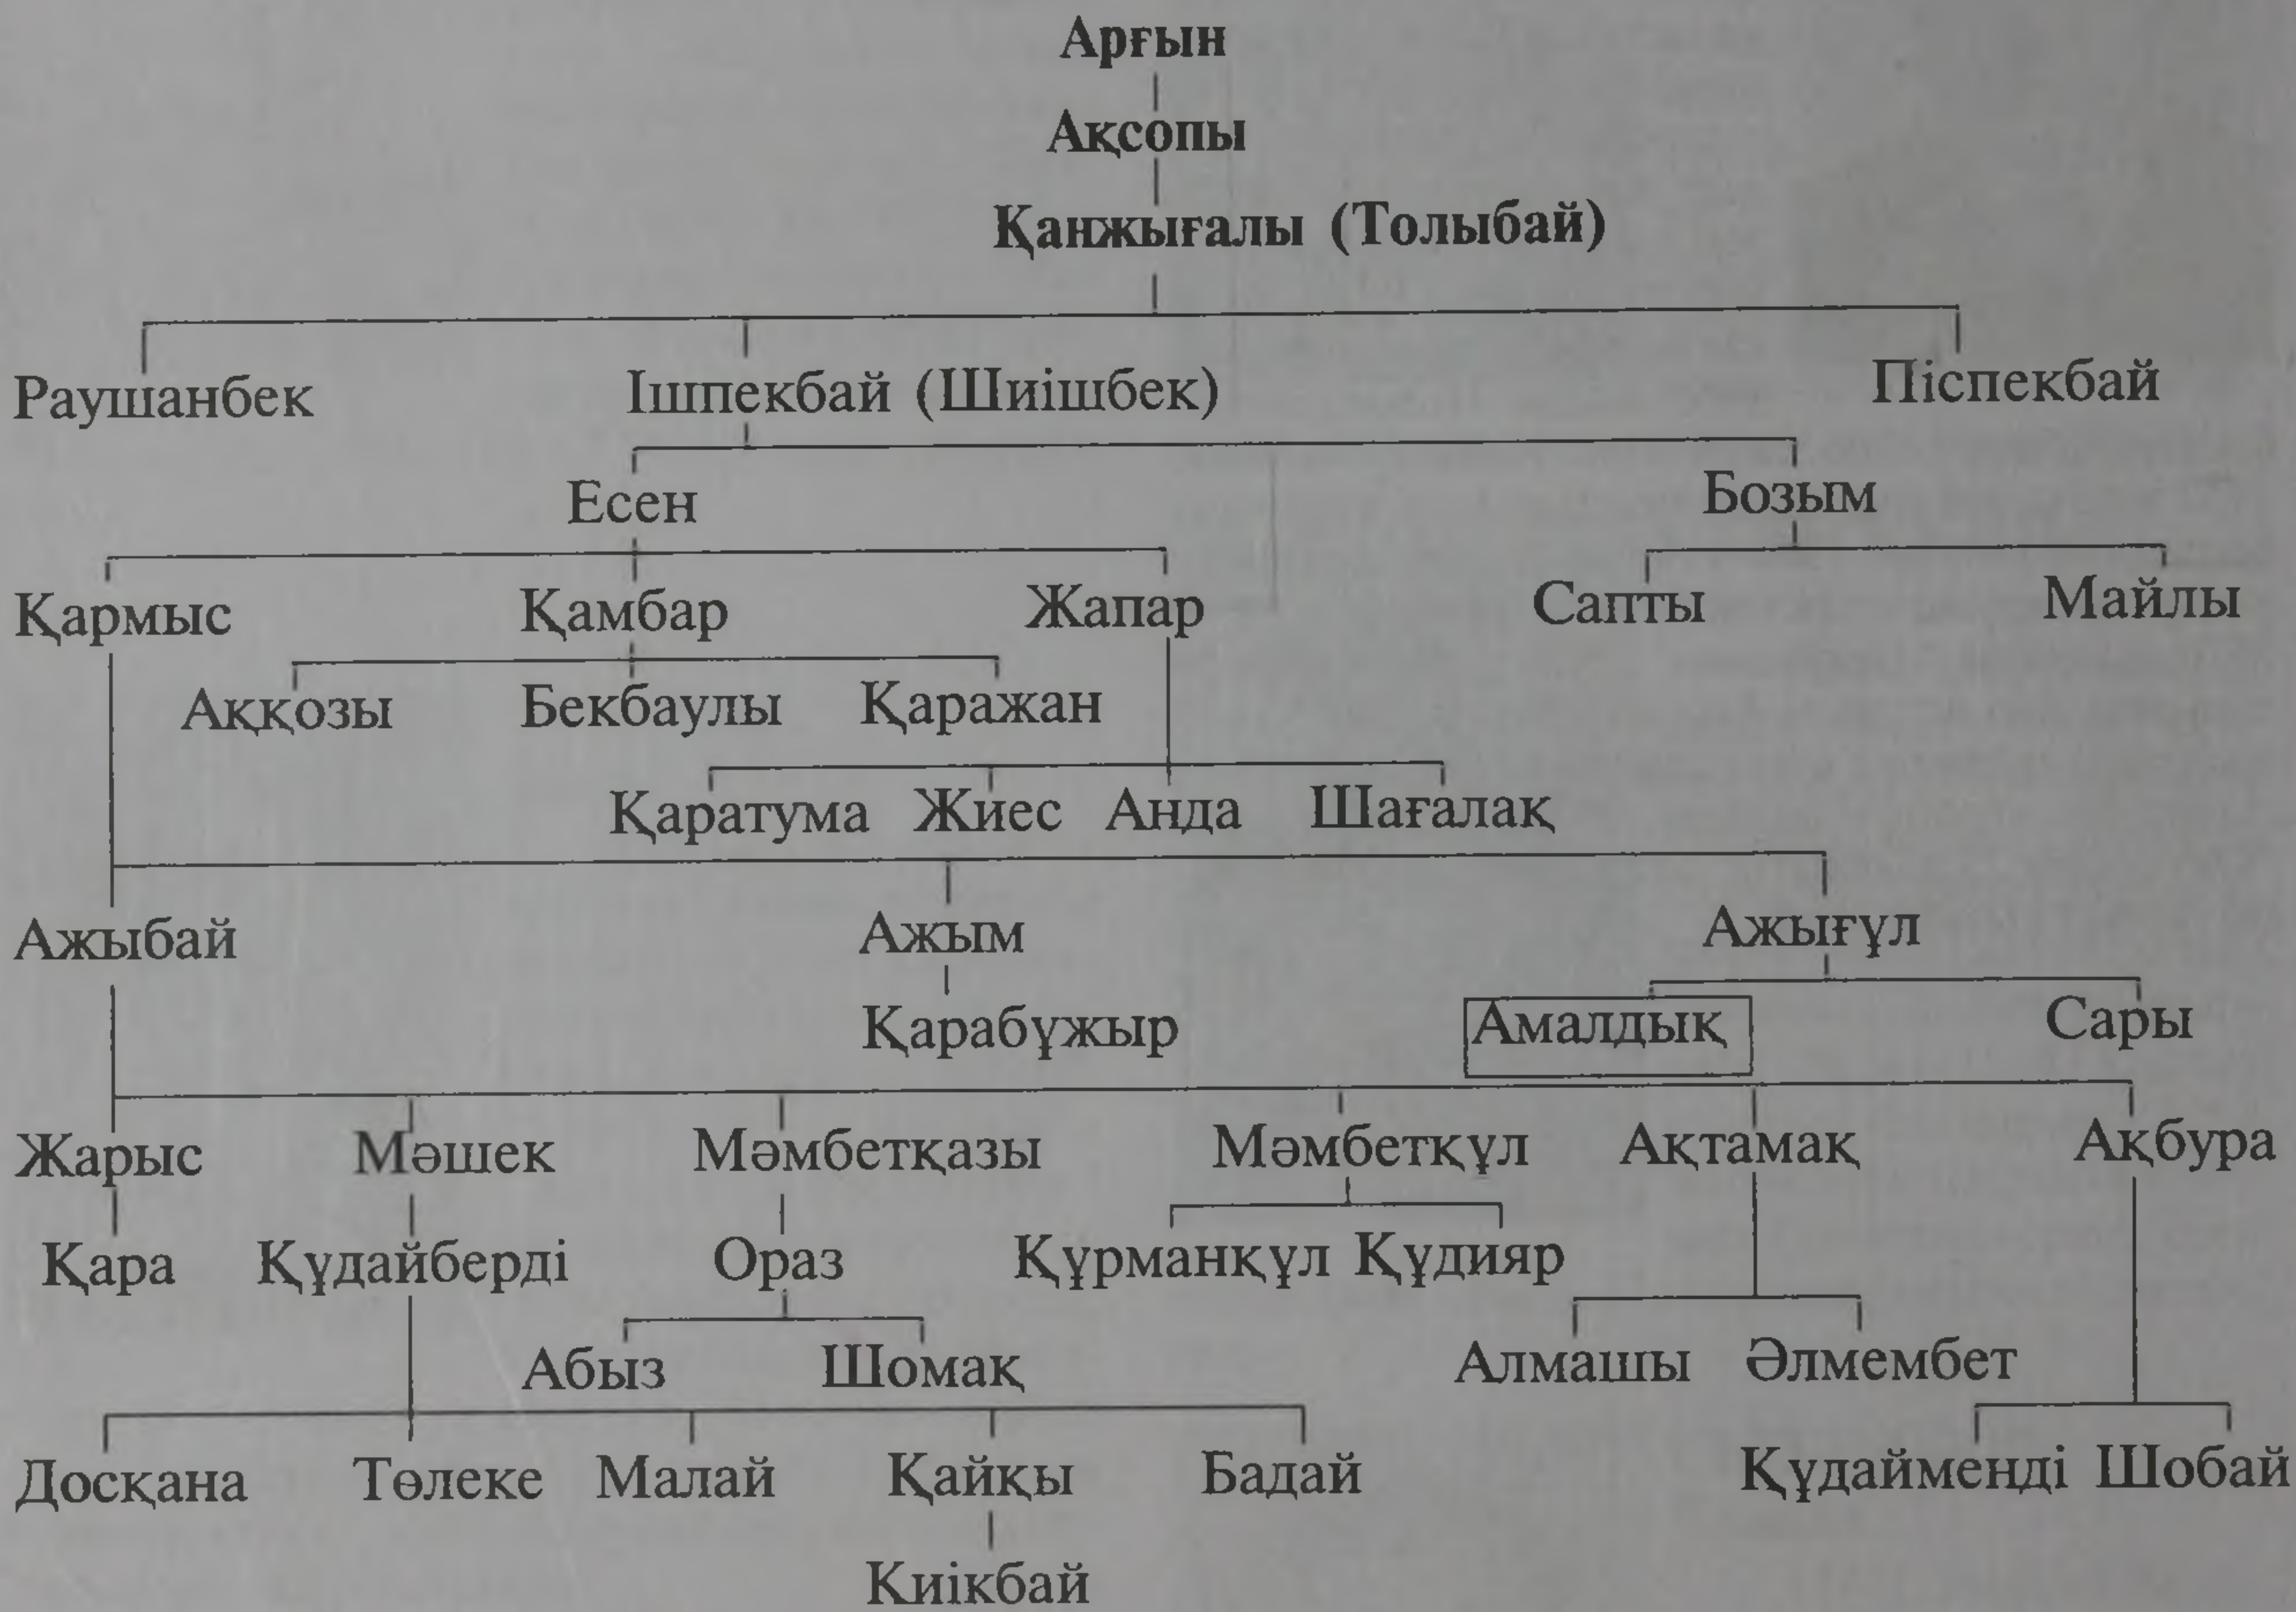 Арғын
Ақсопы
Қанжығалы (Толыбай)
Раушанбек Ішпекбай (Шиішбек) Піспекбай
Есен Бозым
Қармыс Қамбар Жапар Сапты Майлы
Аққозы Бекбаулы Қаражан
Қаратума Жиес Анда Шағалақ
Ажыбай Ажым Ажығұл
Қарабұжыр Амалдық Сары
Жарыс Мәшек Мәмбетқазы Мәмбетқұл Ақтамақ Ақбура
Қара Құдайберді Ораз Құрманқұл Құдияр
Абыз Шомақ Алмашы Әлмембет
Досқана Төлеке Малай Қайқы Бадай Құдайменді Шобай
Киікбай